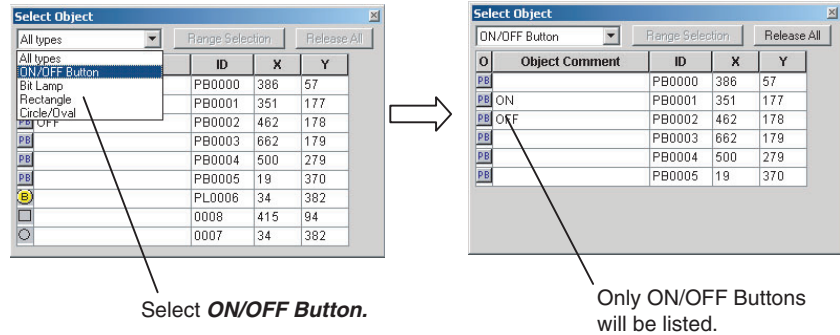 Select Object
All types
Range Selection
Release All
All types
ON/OFF Button
Bit Lamp
Rectangle
Circle/Oval
ID X Y
PB0000 386 57
PB0001 351 177
PB OFF PB0002 462 178
PB PB0003 662 179
PB PB0004 500 279
PB PB0005 19 370
B PL0006 34 382
0008 415 94
0007 34 382
Select ON/OFF Button.
Select Object
ON/OFF Button
Range Selection
Release All
O Object Comment ID X Y
PB PB0000 386 57
PB ON PB0001 351 177
PB OFF PB0002 462 178
PB PB0003 662 179
PB PB0004 500 279
PB PB0005 19 370
Only ON/OFF Buttons
will be listed.